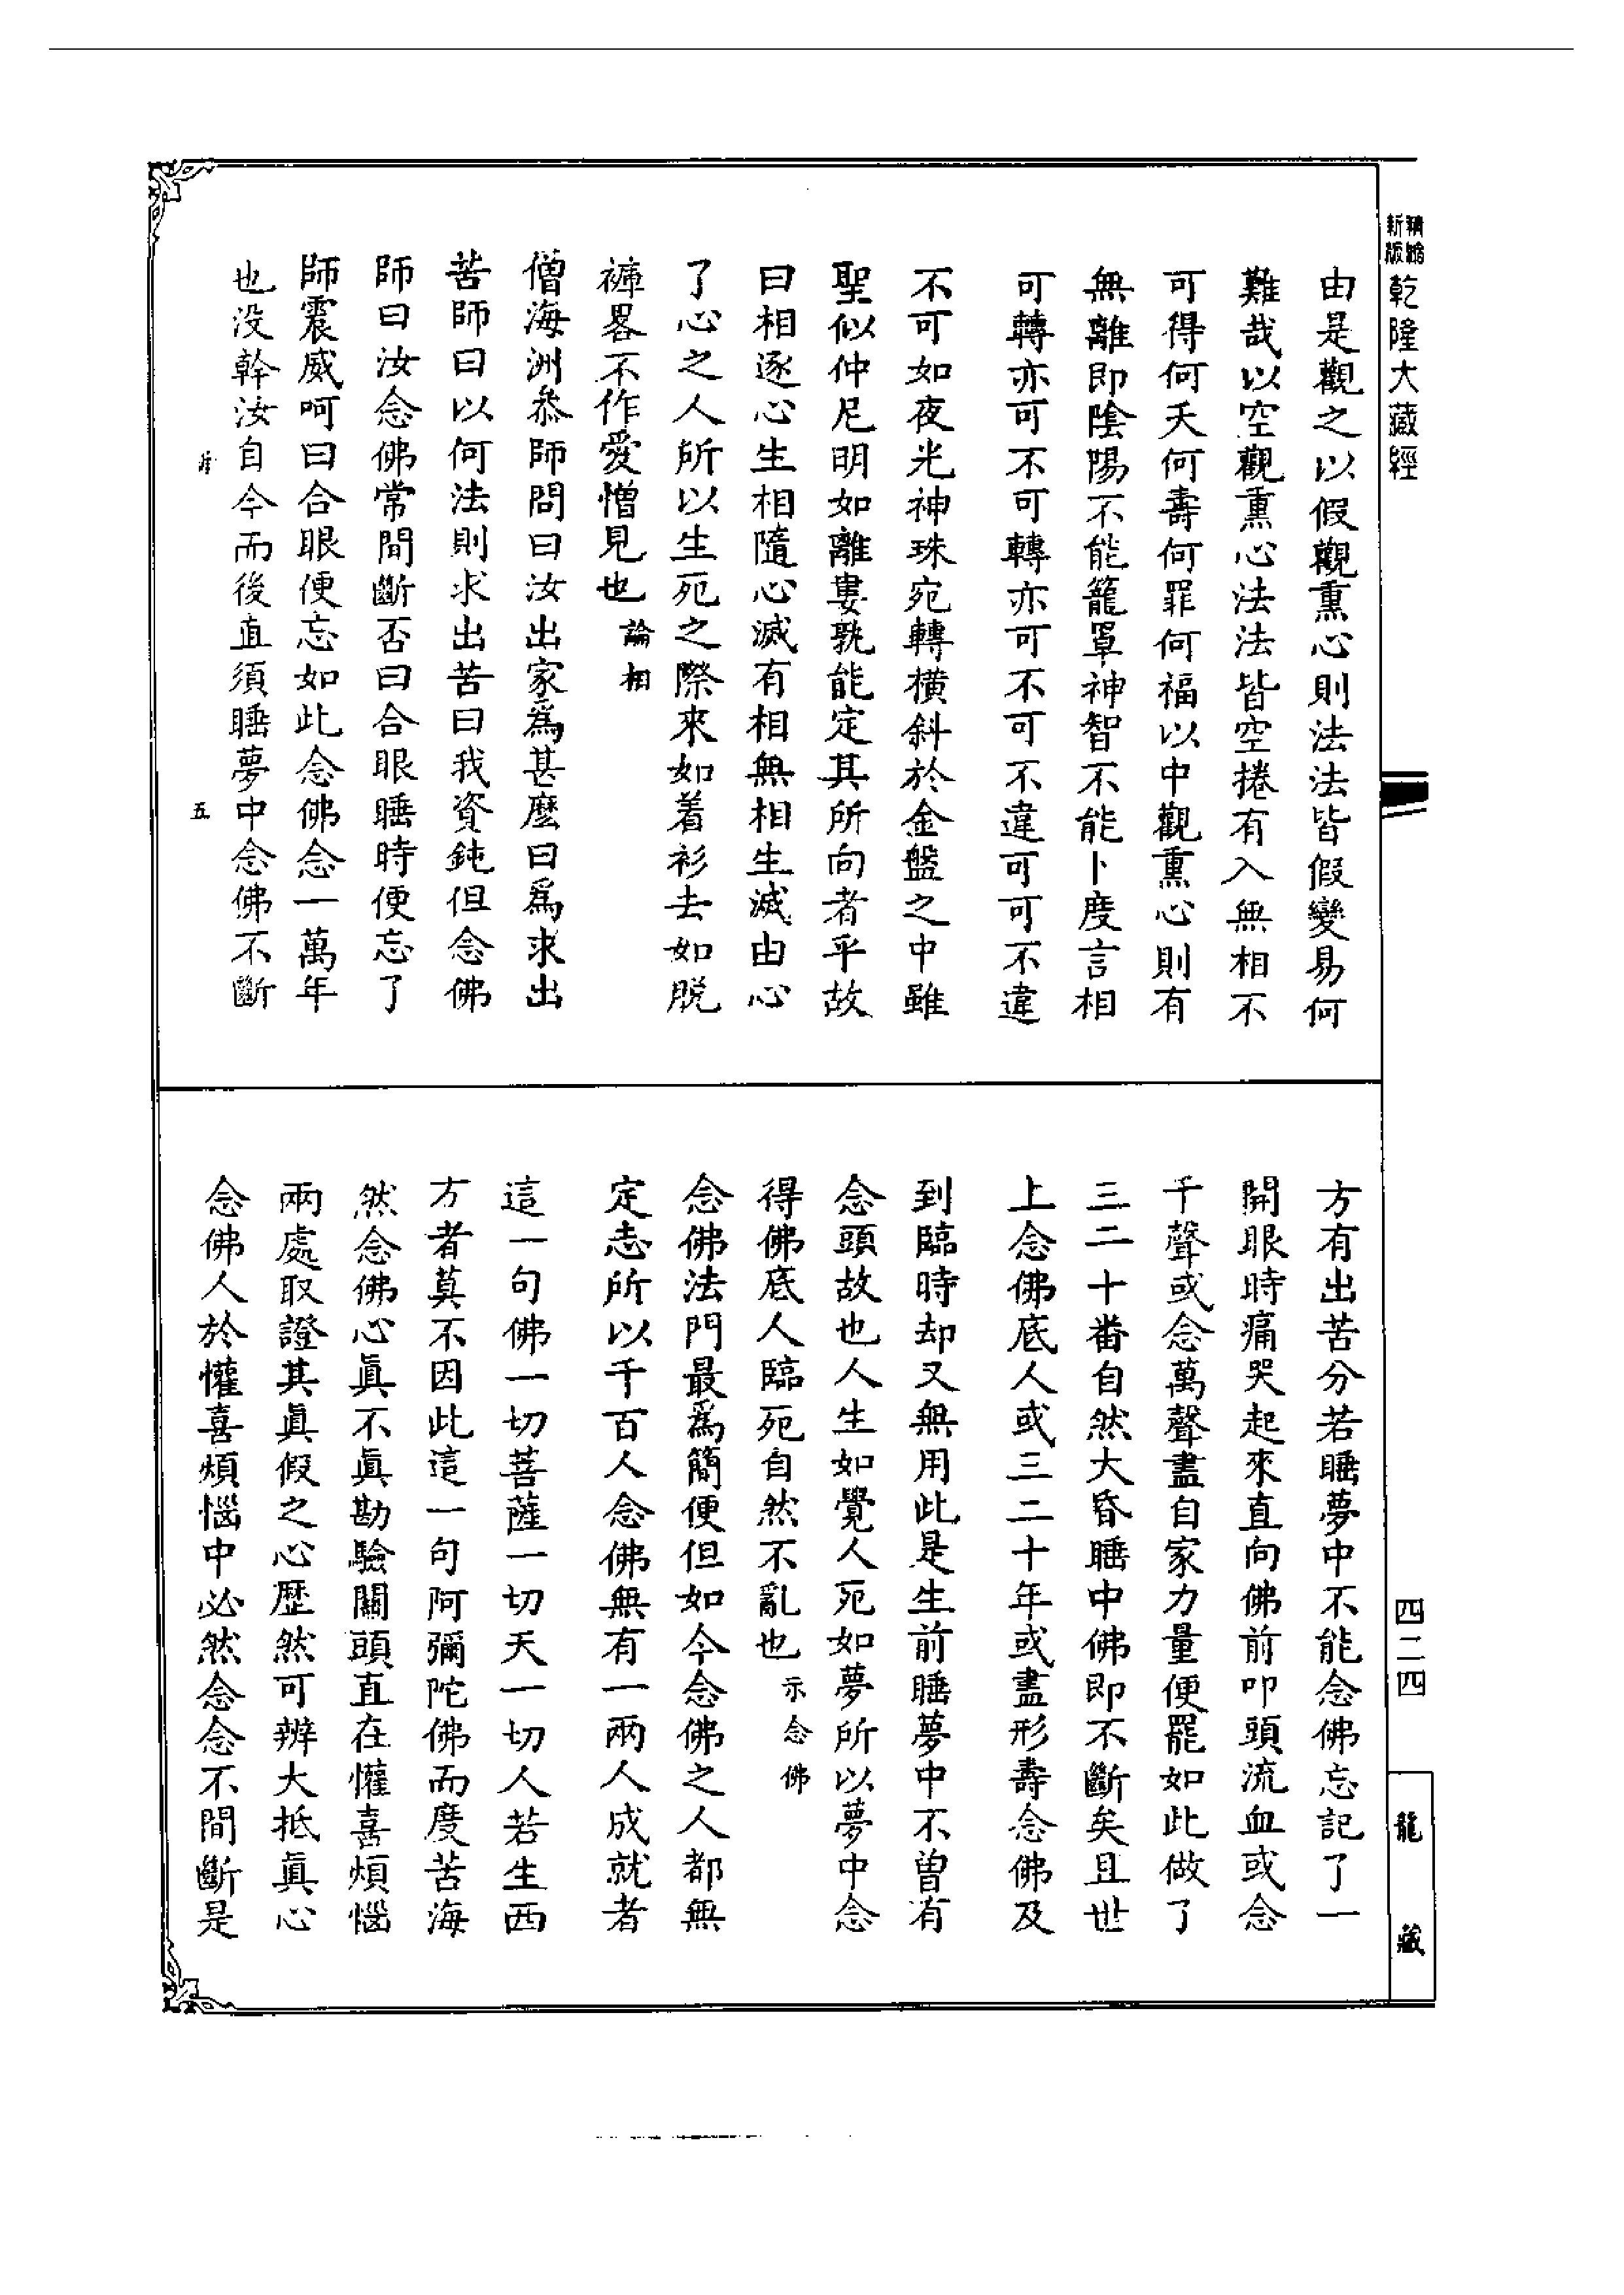 精縮
新版
乾隆大藏經
由是觀之以假觀熏心則法法皆假變易何
難哉以空觀熏心法法皆空捲有入無相不
可得何夭何壽何罪何福以中觀熏心則有
無離即陰陽不能籠罩神智不能卜度言相
可轉亦可不可轉亦可不可不違可可不違
不可如夜光神珠宛轉橫斜於金盤之中雖
聖似仲尼明如離婁孰能定其所向者乎故
曰相逐心生相隨心滅有相無相生滅由心
了心之人所以生死之際來如着衫去如脫
褲畧不作愛憎見也 論相
僧海洲叅師問曰汝出家爲甚麼曰爲求出
苦師曰以何法則求出苦曰我資鈍但念佛
師曰汝念佛常間斷否曰合眼睡時便忘了
師震威呵曰合眼便忘如此念佛念一萬年
也没幹汝自今而後直須睡夢中念佛不斷
五
方有出苦分若睡夢中不能念佛忘記了一
開眼時痛哭起來直向佛前叩頭流血或念
千聲或念萬聲盡自家力量便罷如此做了
三二十番自然大昏睡中佛即不斷矣且世
上念佛底人或三二十年或盡形壽念佛及
到臨時却又無用此是生前睡夢中不曾有
念頭故也人生如覺人死如夢所以夢中念
得佛底人臨死自然不亂也 示念佛
念佛法門最爲簡便但如今念佛之人都無
定志所以千百人念佛無有一兩人成就者
這一句佛一切菩薩一切天一切人若生西
方者莫不因此這一句阿彌陀佛而度苦海
然念佛心眞不眞勘驗關頭直在懽喜煩惱
兩處取證其眞假之心歷然可辨大抵眞心
念佛人於懽喜煩惱中必然念念不間斷是
四二四
龍藏